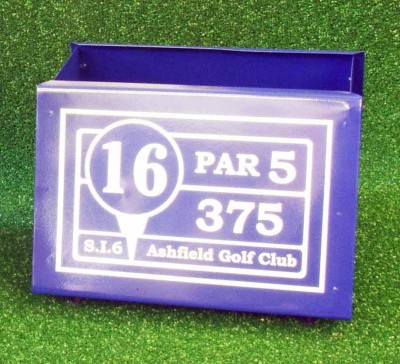 16
PAR 5
375
S.I.6
Ashfield Golf Club